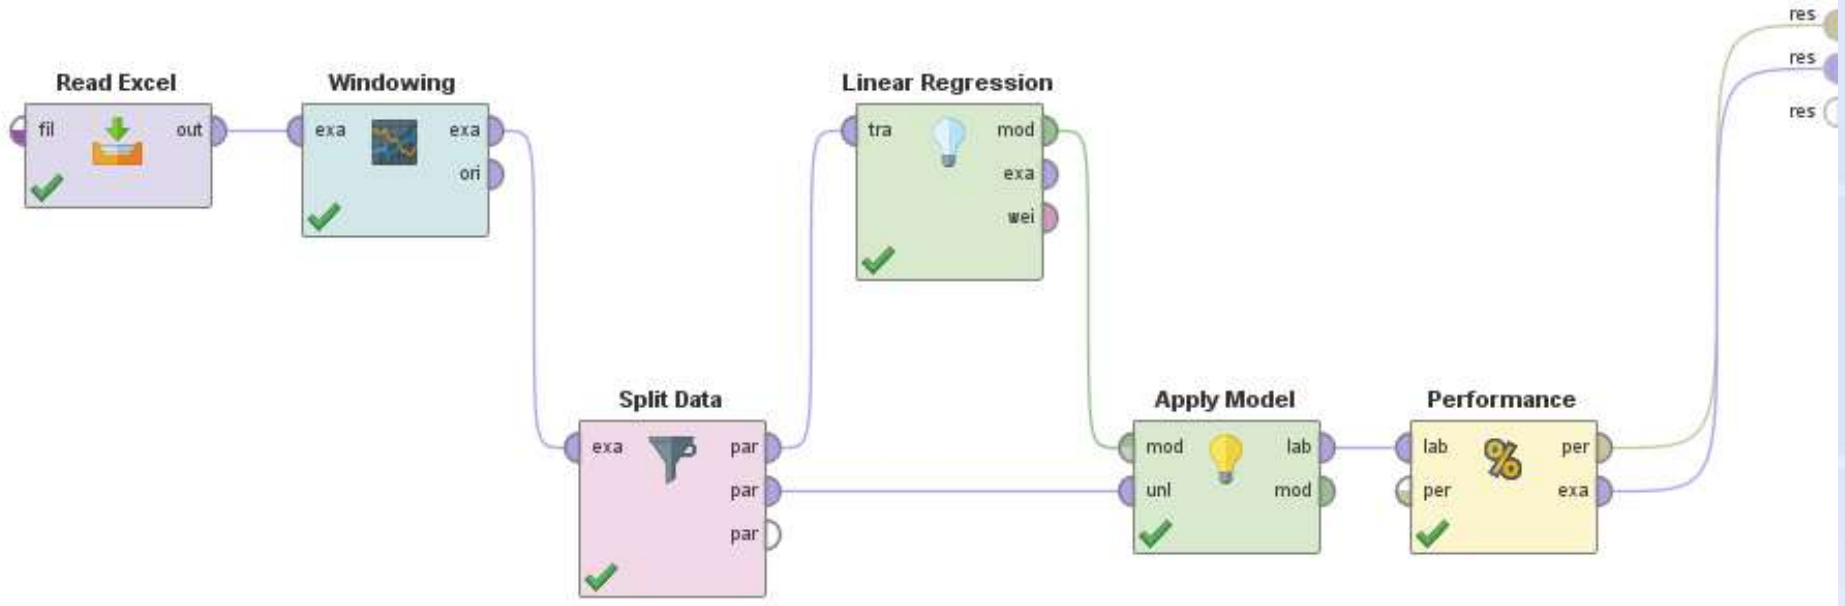 res
res
res
Read Excel
fil
out
Windowing
exa
exa
ori
Linear Regression
tra
mod
exa
wei
Split Data
exa
par
par
par
Apply Model
mod
lab
unl
mod
Performance
lab
per
per
exa